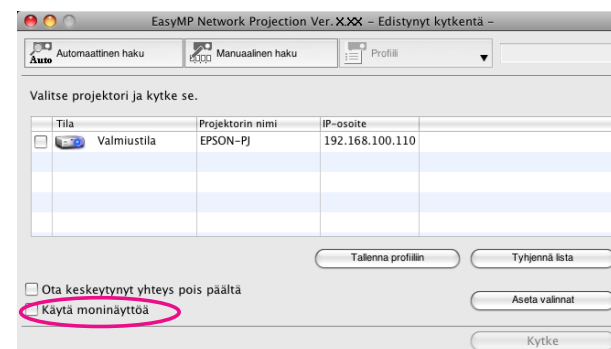 EasyMP Network Projection Ver.X.XX – Edistynyt kytkentä –
Auto Automaattinen haku Manuaalinen haku Profiili
Valitse projektori ja kytke se.
Tila Projektorin nimi IP-osoite
Valmiustila EPSON-PJ 192.168.100.110
Tallenna profiiliin Tyhjennä lista
Ota keskeytynyt yhteys pois päältä
Aseta valinnat
Käytä moninäyttöä
Kytke